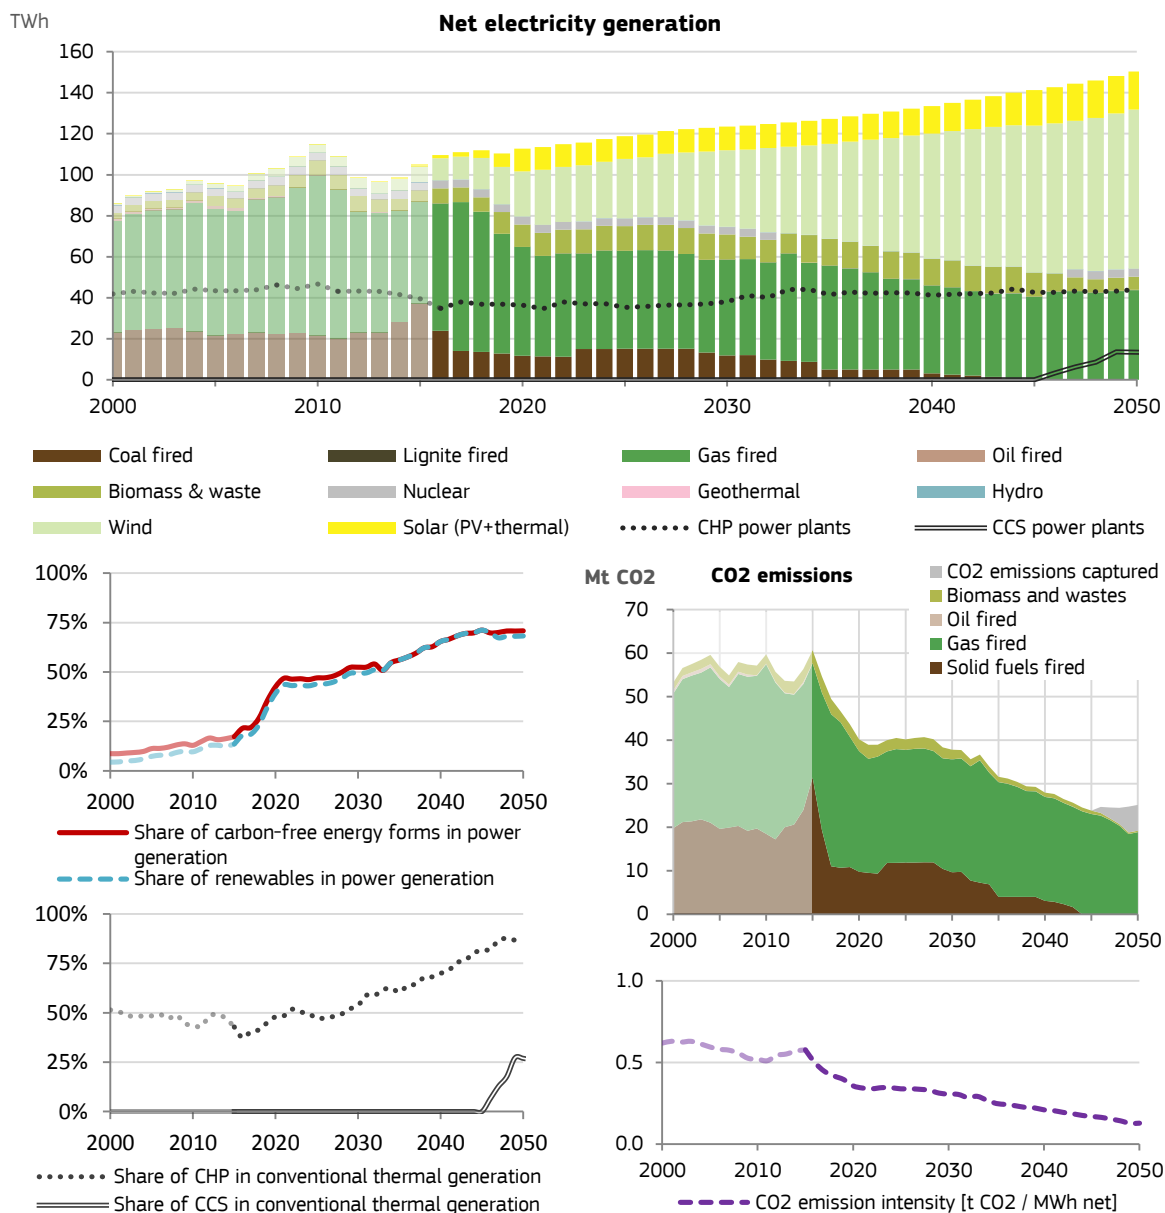 TWh
Net electricity generation
160
140
120
100
80
60
40
20
0
2000 2010 2020 2030 2040 2050
Coal fired Lignite fired Gas fired Oil fired
Biomass & waste Nuclear Geothermal Hydro
Wind Solar (PV+thermal) CHP power plants CCS power plants
100%
75%
50%
25%
0%
2000 2010 2020 2030 2040 2050
Share of carbon-free energy forms in power
generation
Share of renewables in power generation
Mt CO2 CO2 emissions
CO2 emissions captured
Biomass and wastes
Oil fired
Gas fired
Solid fuels fired
70
60
50
40
30
20
10
0
2000 2010 2020 2030 2040 2050
100%
75%
50%
25%
0%
2000 2010 2020 2030 2040 2050
Share of CHP in conventional thermal generation
Share of CCS in conventional thermal generation
1.0
0.5
0.0
2000 2010 2020 2030 2040 2050
CO2 emission intensity [t CO2 / MWh net]